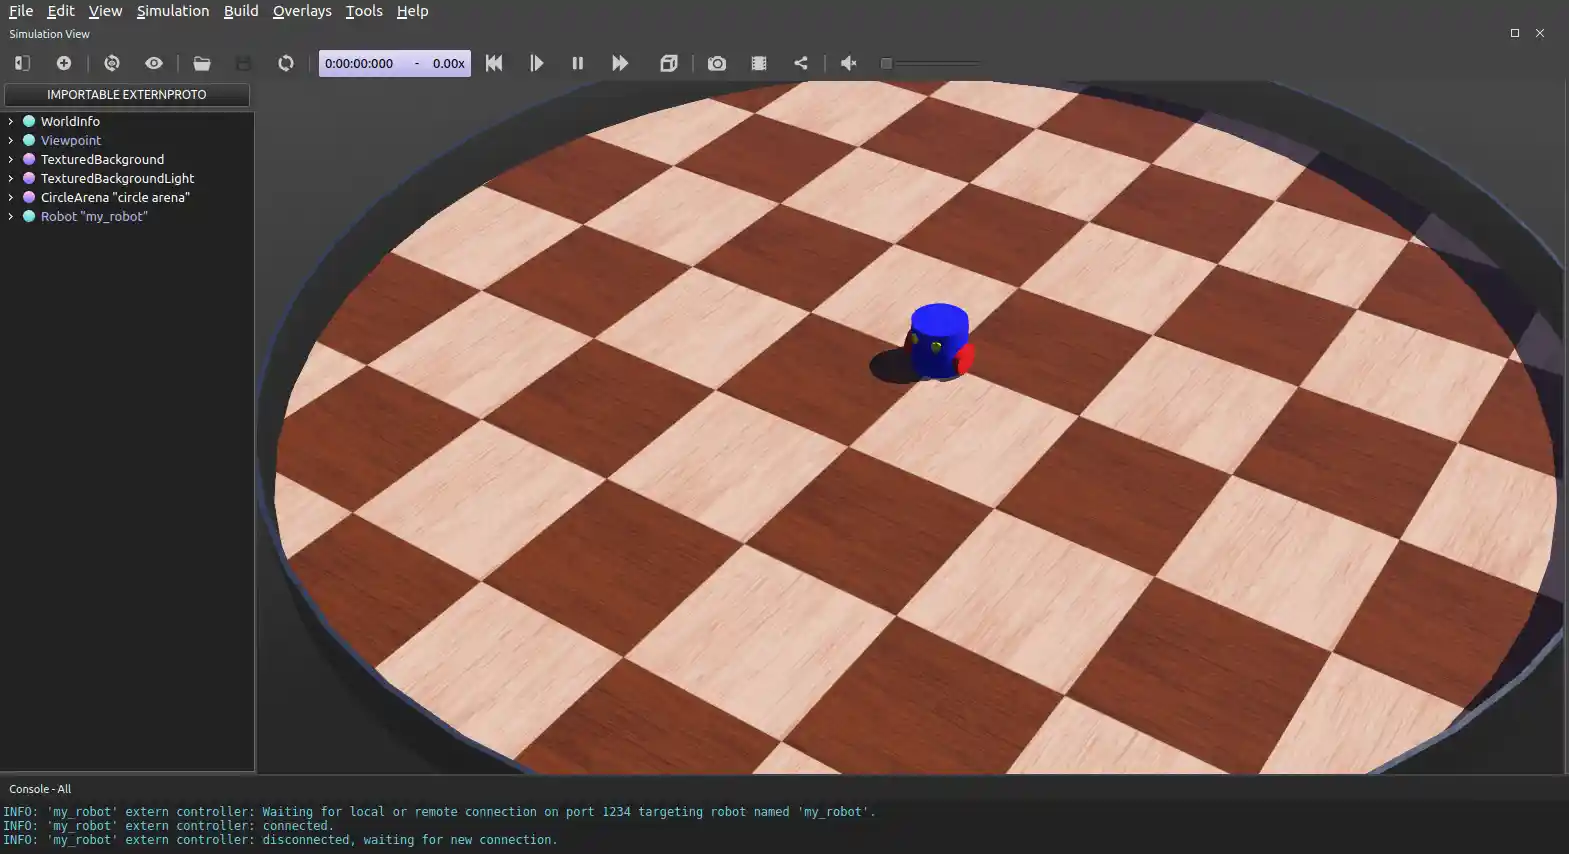 File Edit View Simulation Build Overlays Tools Help
Simulation View
0:00:00:000 - 0.00x
IMPORTABLE EXTERNPROTO
WorldInfo
Viewpoint
TexturedBackground
TexturedBackgroundLight
CircleArena "circle arena"
Robot "my_robot"
Console - All
INFO: 'my_robot' extern controller: Waiting for local or remote connection on port 1234 targeting robot named 'my_robot'.
INFO: 'my_robot' extern controller: connected.
INFO: 'my_robot' extern controller: disconnected, waiting for new connection.